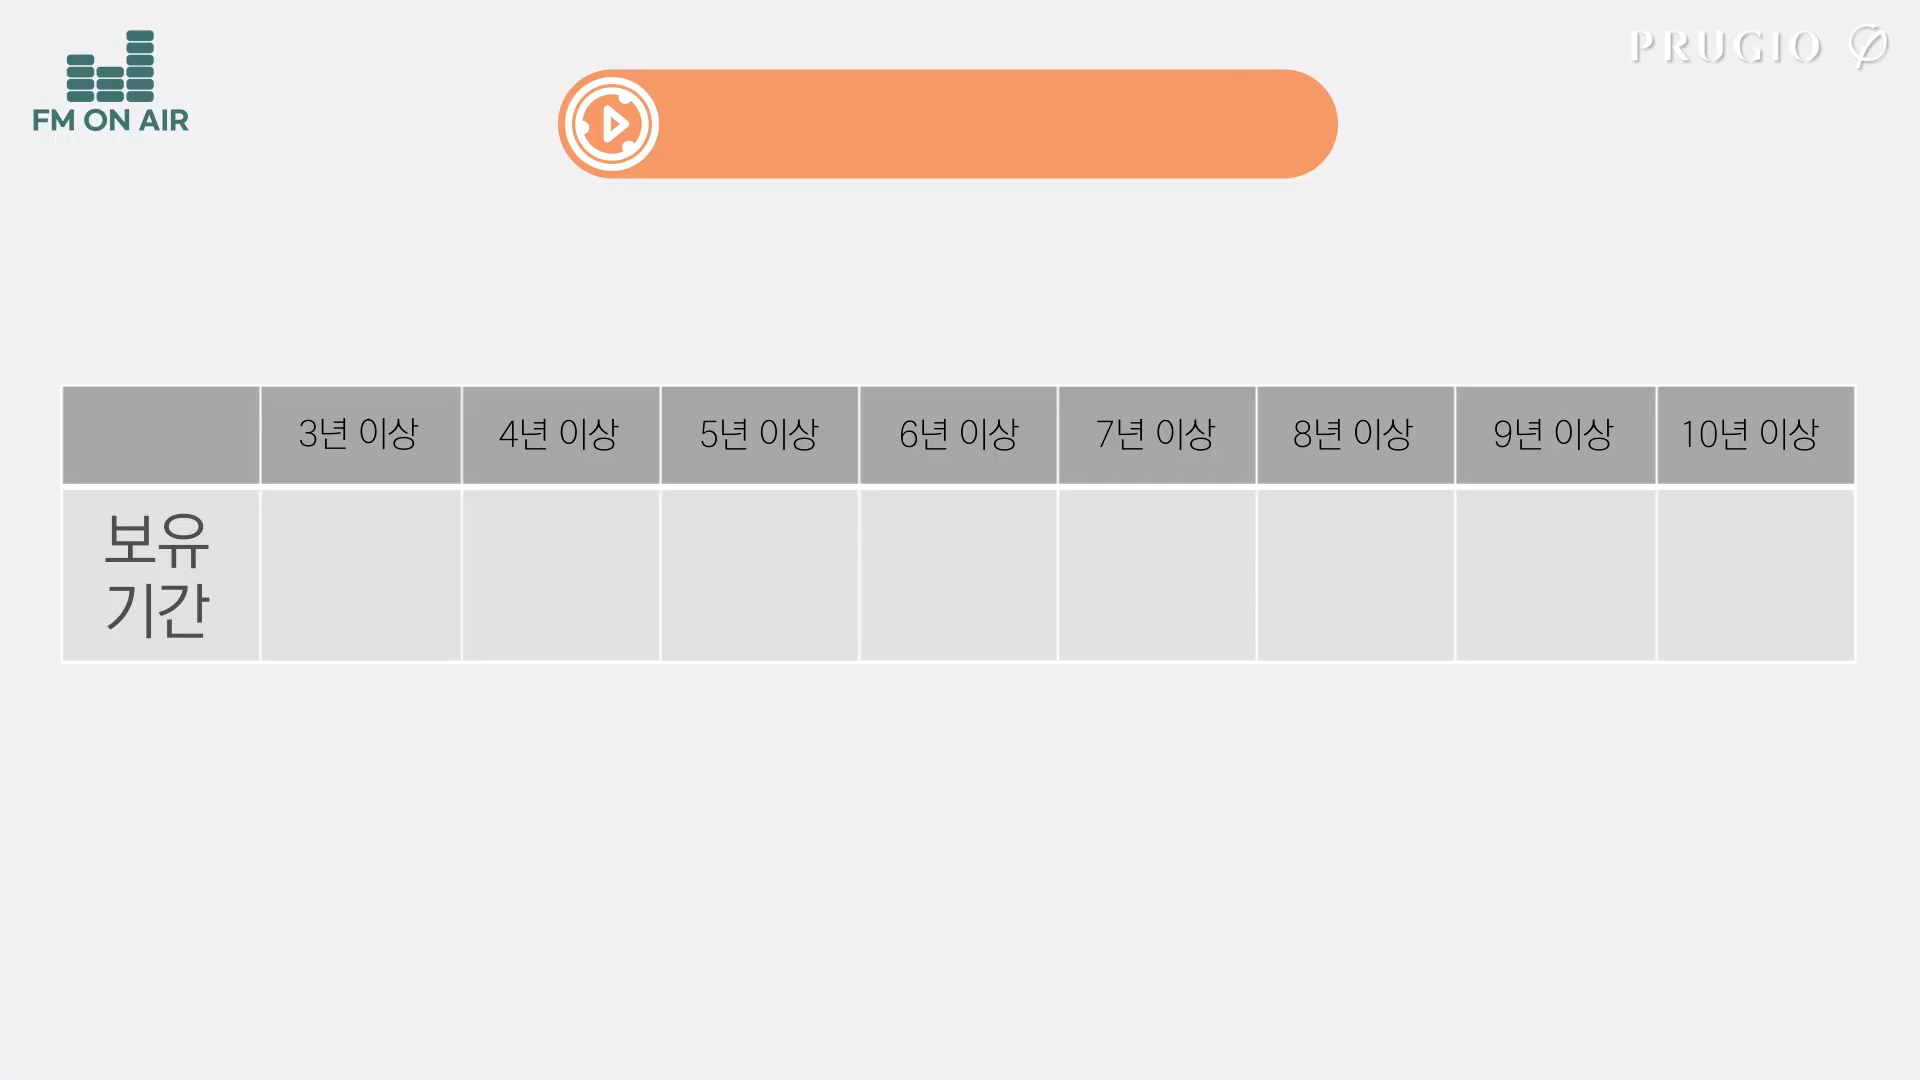 FM ON AIR
PRUGIO
3년 이상 4년 이상 5년 이상 6년 이상 7년 이상 8년 이상 9년 이상 10년 이상
보유
기간